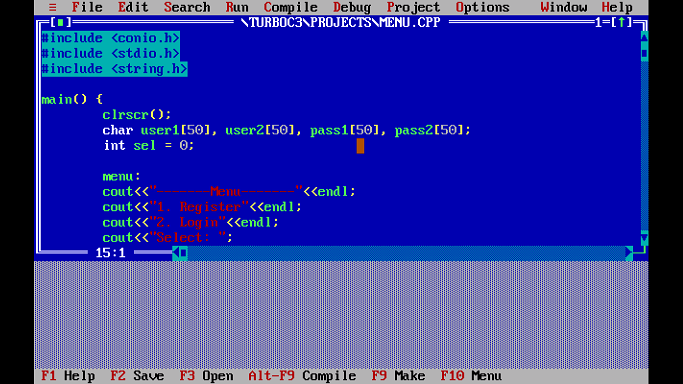 ≡ File Edit Search Run Compile Debug Project Options Window Help
[■] \TURBOC3\PROJECTS\MENU.CPP 1=[↑]
#include <conio.h>
#include <stdio.h>
#include <string.h>
main() {
clrscr();
char user1[50], user2[50], pass1[50], pass2[50];
int sel = 0;
menu:
cout<<"-------Menu-------"<<endl;
cout<<"1. Register"<<endl;
cout<<"2. Login"<<endl;
cout<<"Select: ";
15:1
F1 Help F2 Save F3 Open Alt-F9 Compile F9 Make F10 Menu